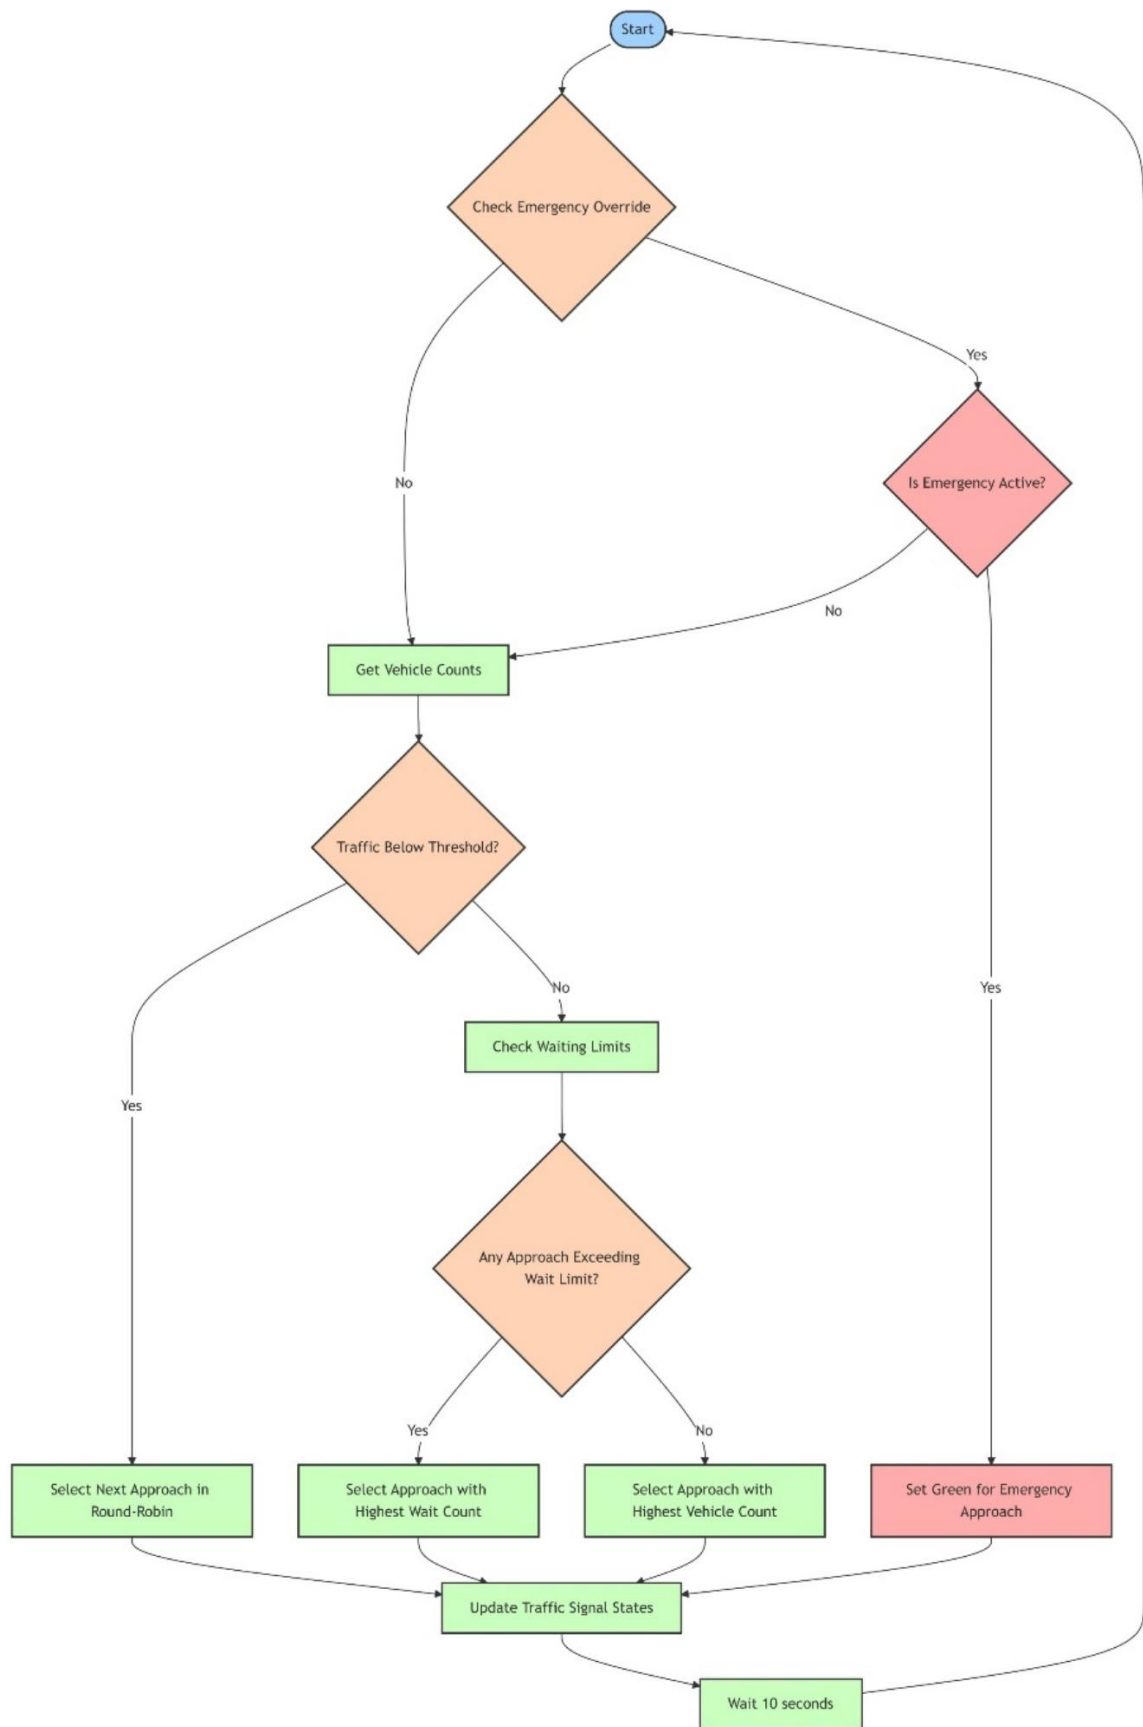 Start
Check Emergency Override
Yes
No
Is Emergency Active?
No
Get Vehicle Counts
Traffic Below Threshold?
No
Yes
Check Waiting Limits
Yes
Any Approach Exceeding
Wait Limit?
Yes
No
Select Next Approach in
Round-Robin
Select Approach with
Highest Wait Count
Select Approach with
Highest Vehicle Count
Set Green for Emergency
Approach
Update Traffic Signal States
Wait 10 seconds